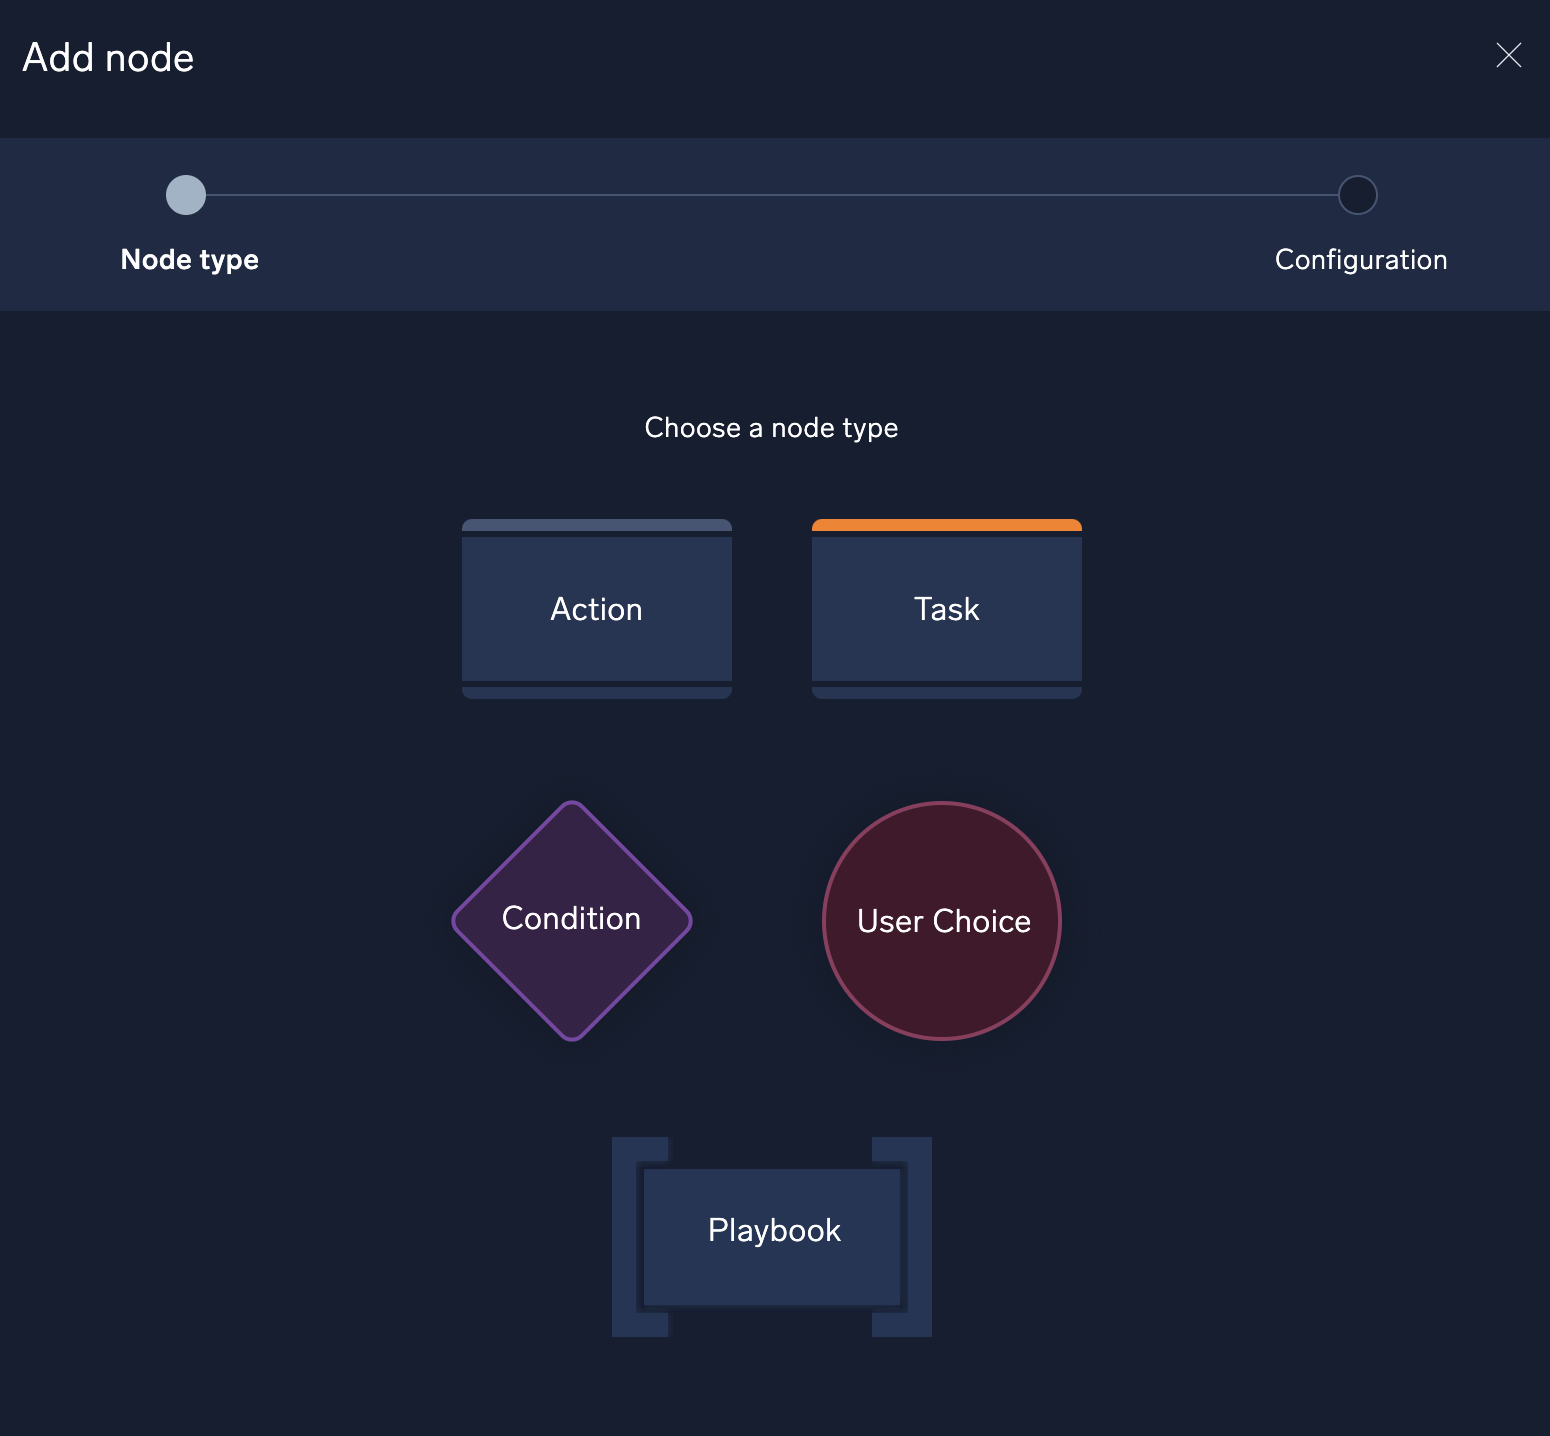 Add node
Node type
Configuration
Choose a node type
Action
Task
Condition
User Choice
Playbook